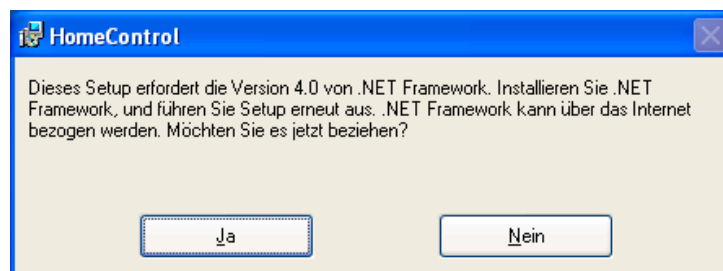 HomeControl
Dieses Setup erfordert die Version 4.0 von .NET Framework. Installieren Sie .NET
Framework, und führen Sie Setup erneut aus. .NET Framework kann über das Internet
bezogen werden. Möchten Sie es jetzt beziehen?
Ja
Nein